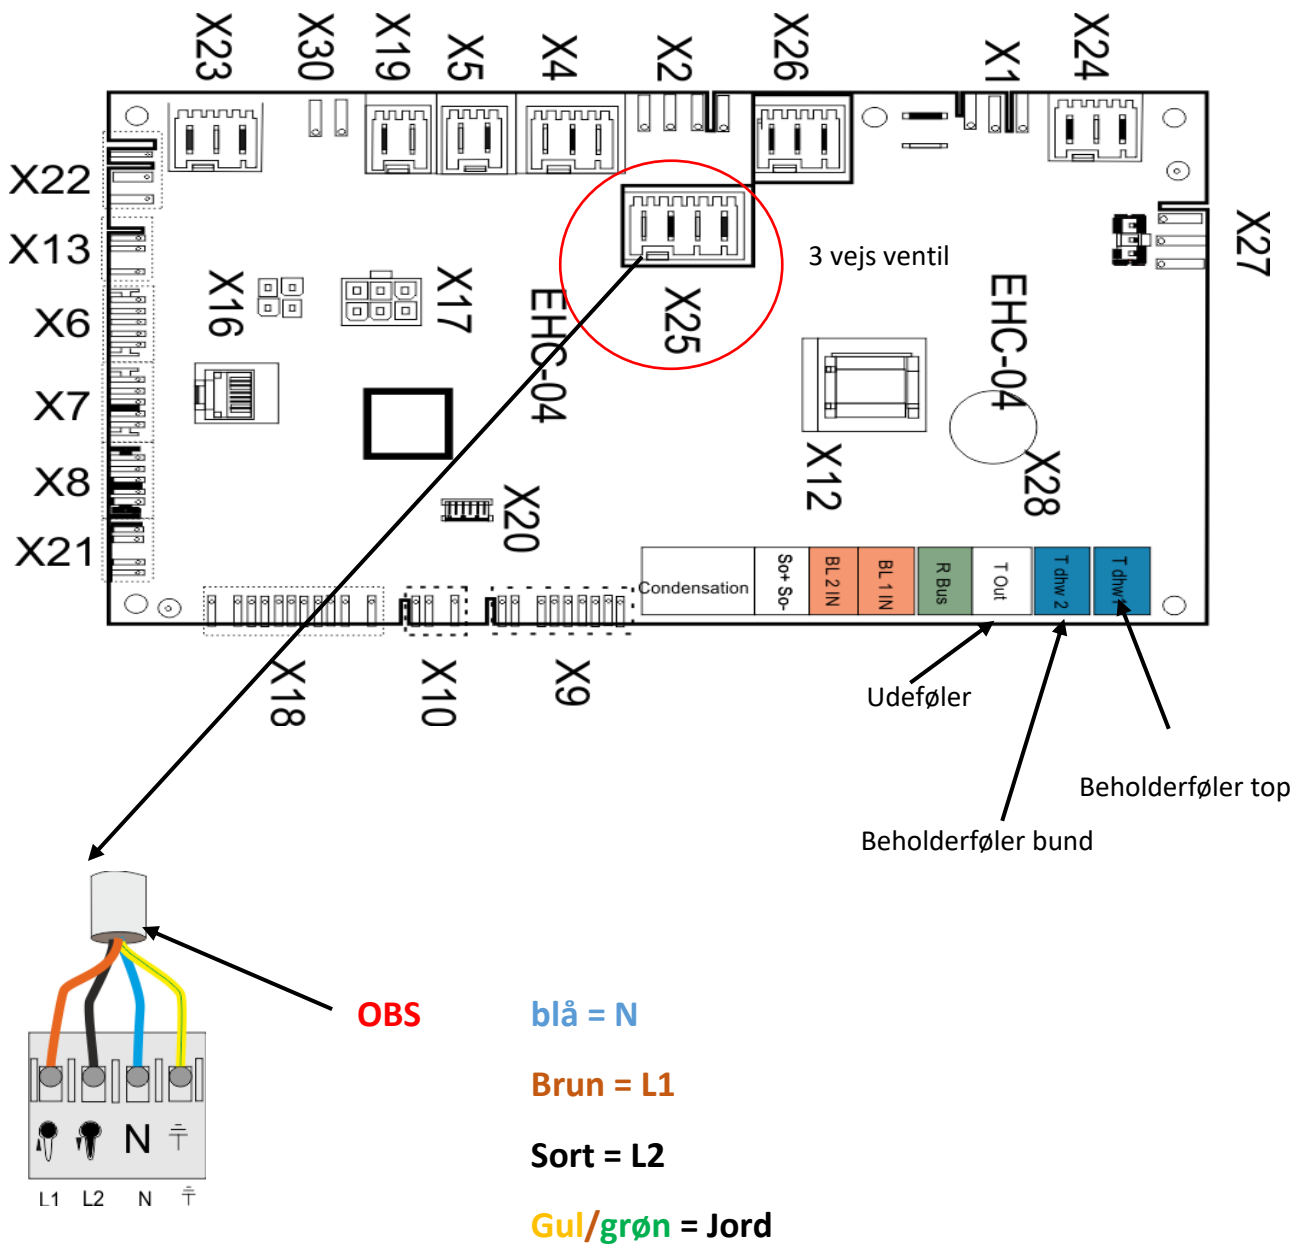 X23
X30
X19
X5
X4
X2
X26
X1
X24
X22
X13
X6
X7
X8
X21
X16
X17
EHC-04
X25
3 vejs ventil
EHC-04
X27
X12
X28
X20
Condensation
So+ So-
BL 2 IN
BL 1 IN
R Bus
T Out
T dhw 2
T dhw 1
X18
X10
X9
Udeføler
Beholderføler top
Beholderføler bund
OBS
blå = N
Brun = L1
Sort = L2
Gul/grøn = Jord
N
L1 L2 N